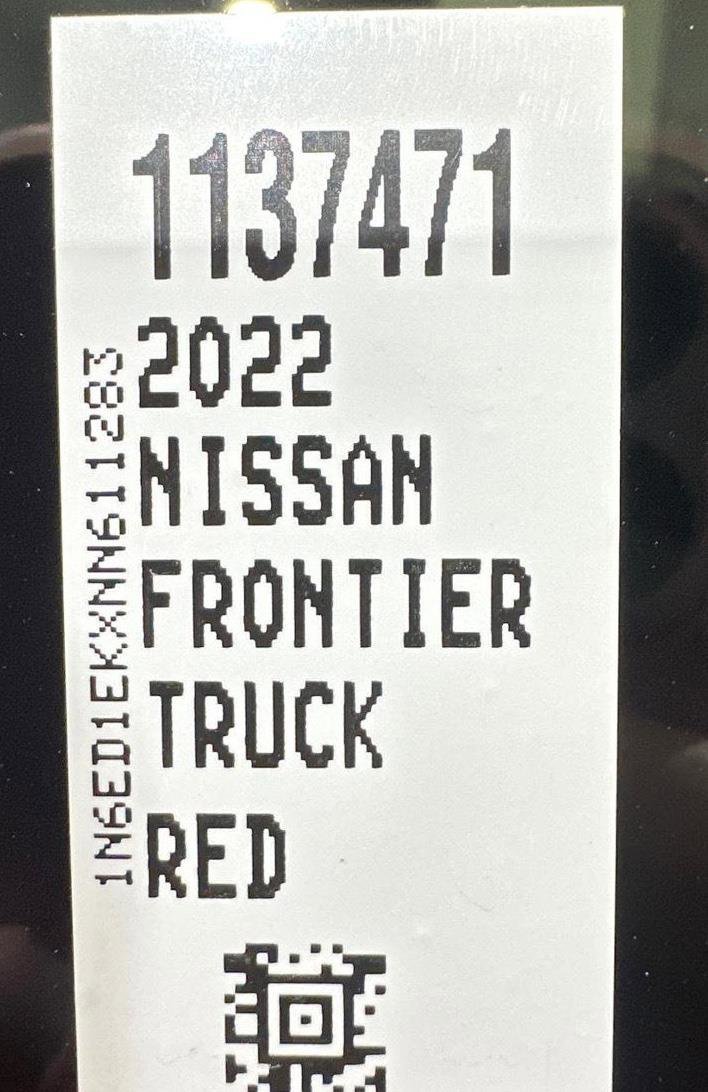 1137471
2022
NISSAN
FRONTIER
TRUCK
RED
1N6ED1EKXNN611283